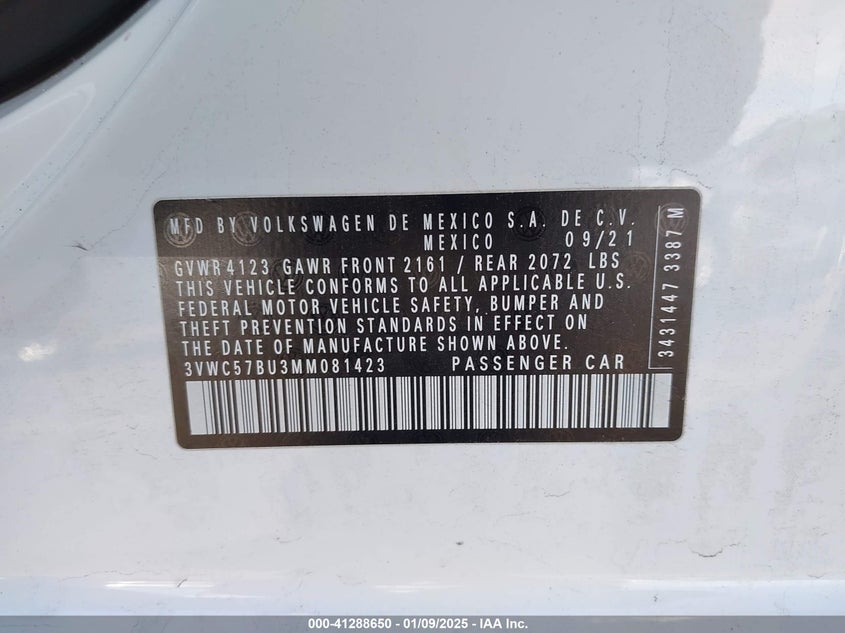 MFD BY VOLKSWAGEN DE MEXICO S.A. DE C.V.
MEXICO 09/21
GVWR 4123 GAWR FRONT 2161 / REAR 2072 LBS
THIS VEHICLE CONFORMS TO ALL APPLICABLE U.S.
FEDERAL MOTOR VEHICLE SAFETY, BUMPER AND
THEFT PREVENTION STANDARDS IN EFFECT ON
THE DATE OF MANUFACTURE SHOWN ABOVE.
3VWC57BU3MM081423 PASSENGER CAR
3431447 3387 M
000-41288650 - 01/09/2025 - IAA Inc.